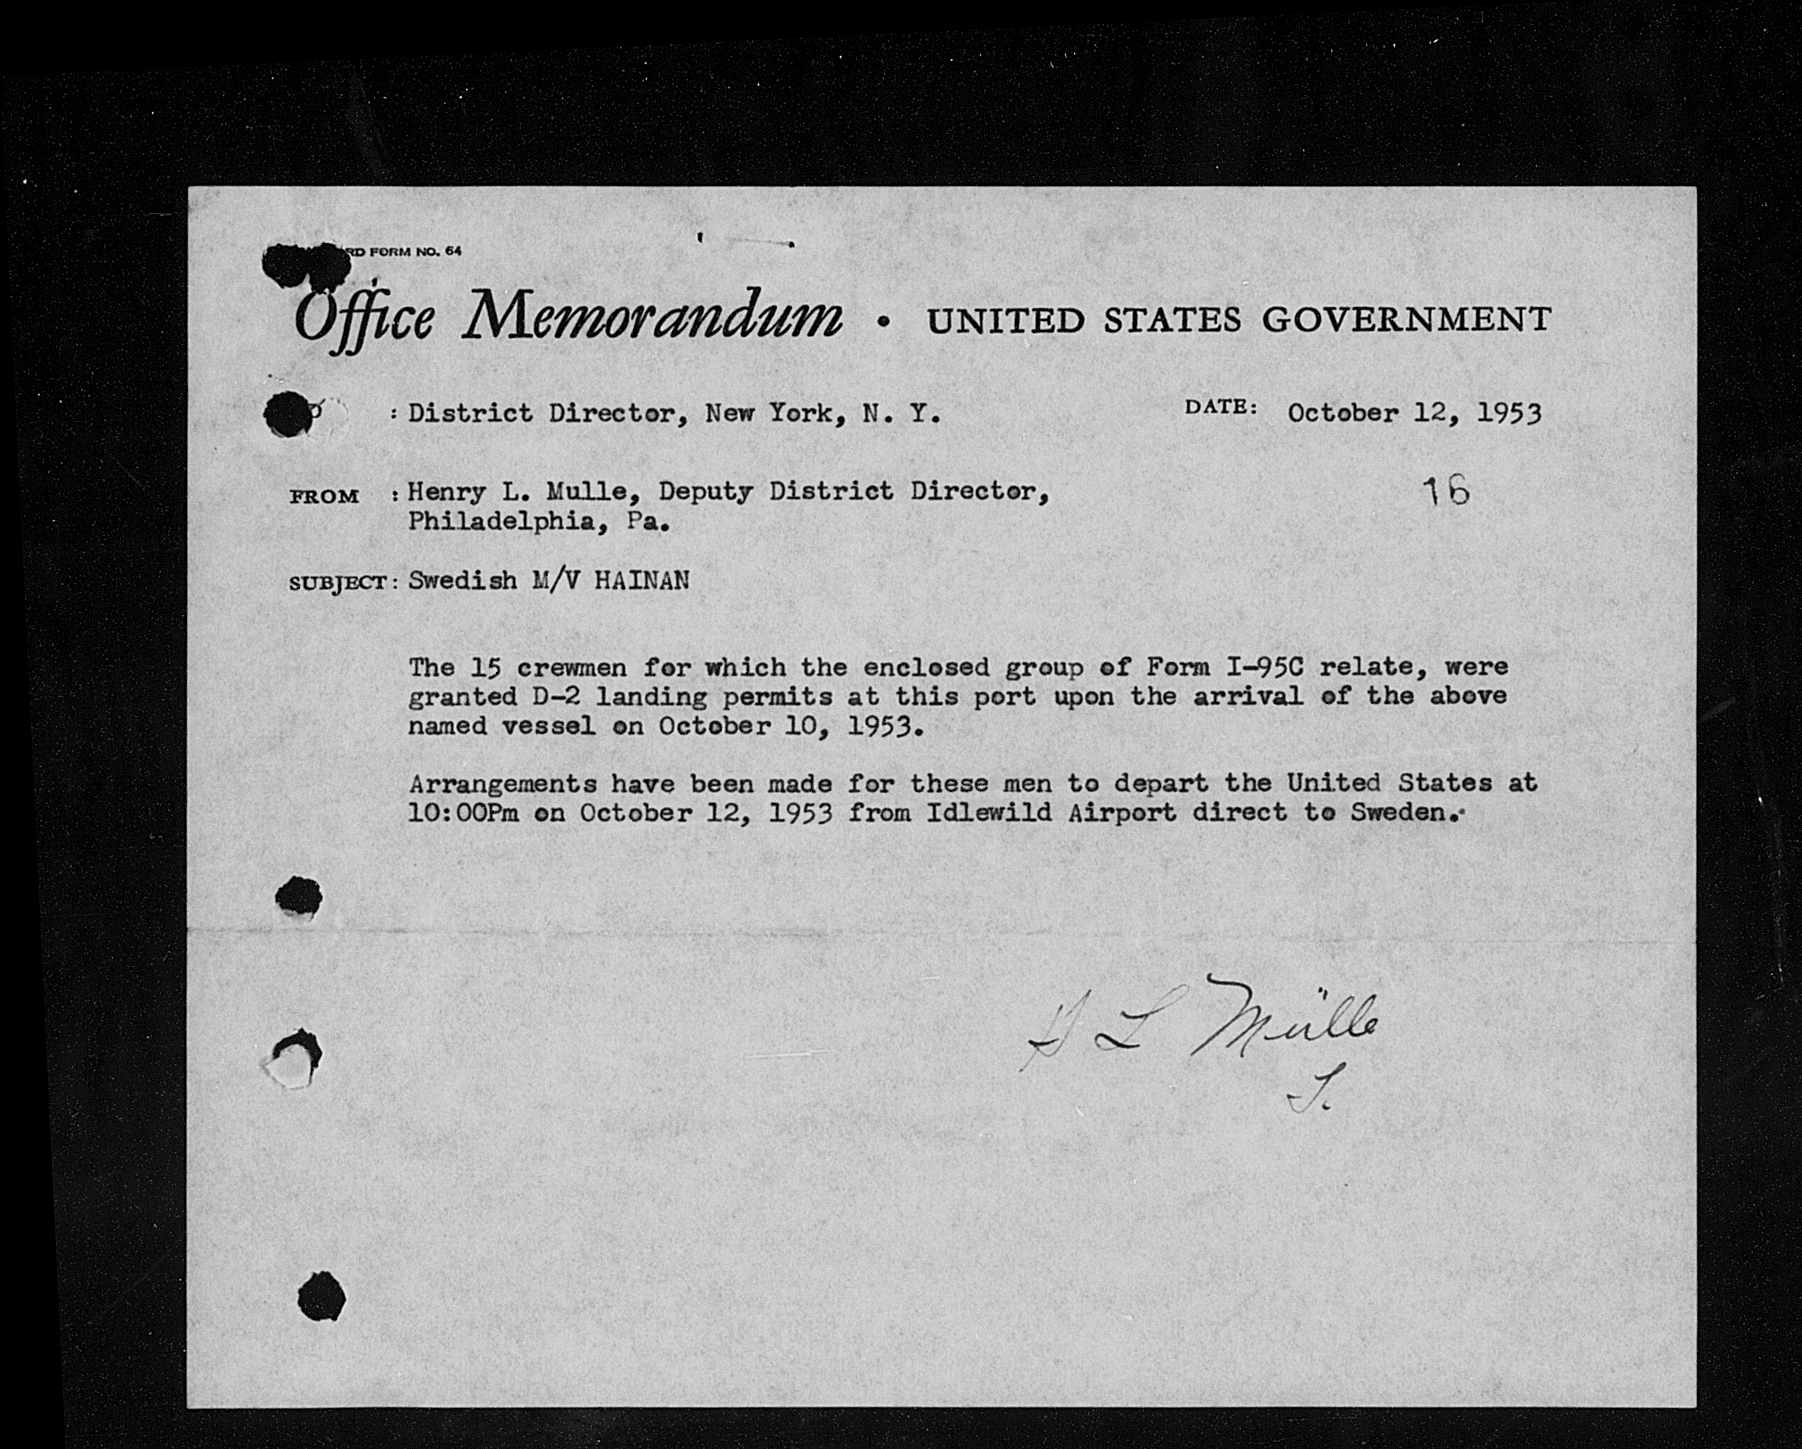 RD FORM NO. 64
Office Memorandum • UNITED STATES GOVERNMENT
: District Director, New York, N. Y. DATE: October 12, 1953
FROM : Henry L. Mulle, Deputy District Director,
Philadelphia, Pa.
16
SUBJECT: Swedish M/V HAINAN
The 15 crewmen for which the enclosed group of Form I-95C relate, were
granted D-2 landing permits at this port upon the arrival of the above
named vessel on October 10, 1953.
Arrangements have been made for these men to depart the United States at
10:00Pm on October 12, 1953 from Idlewild Airport direct to Sweden.
H L Mülle